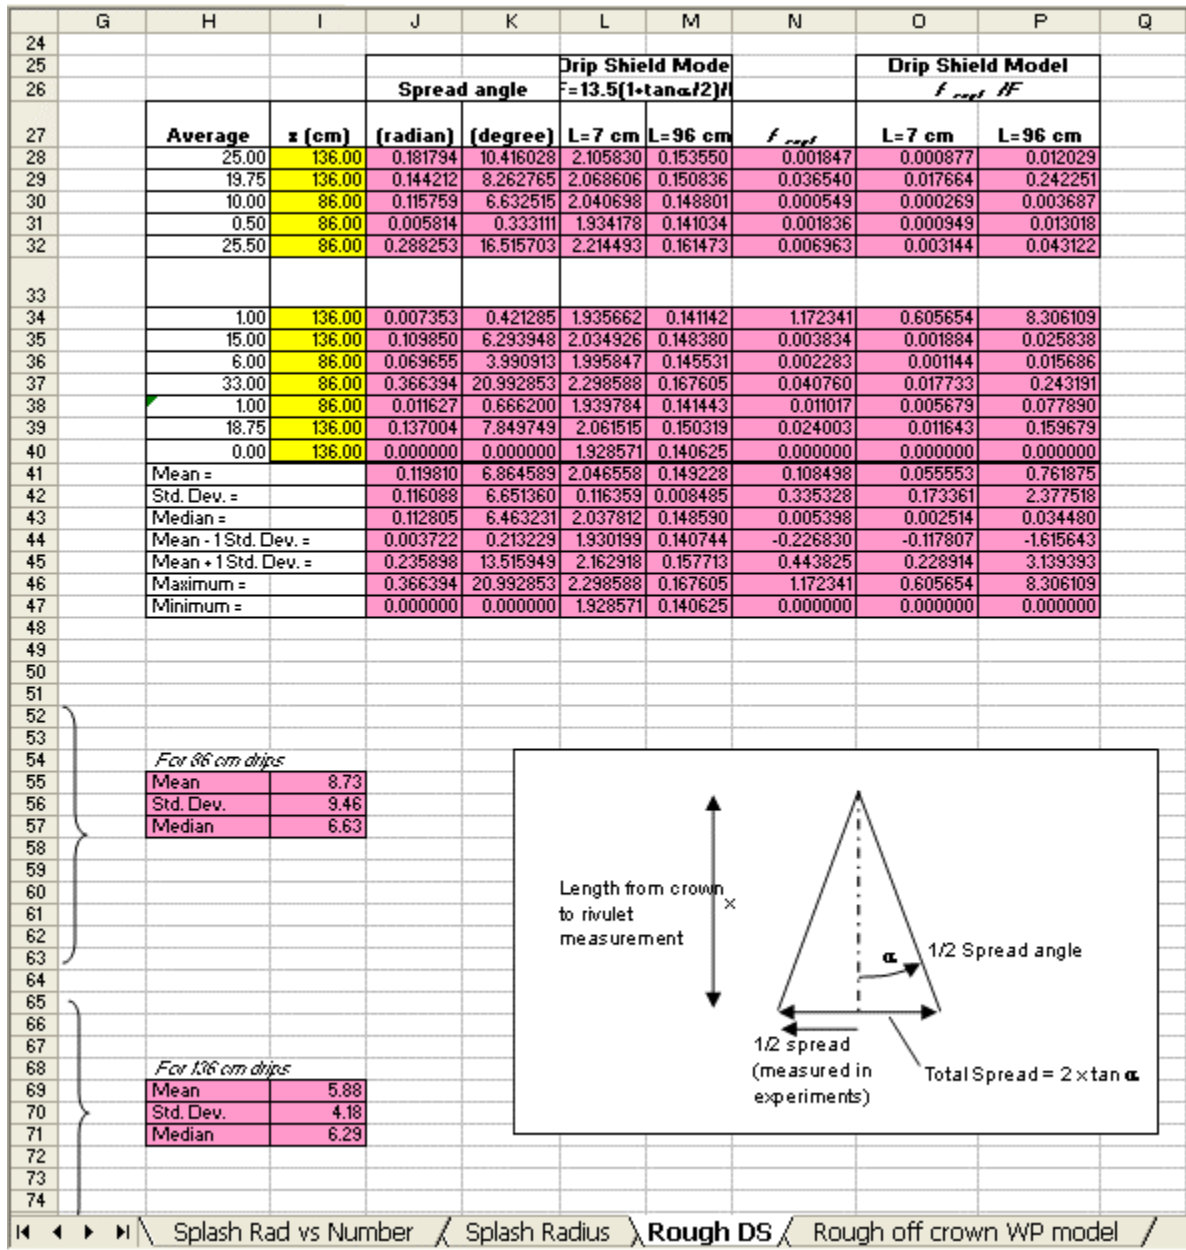 G H I J K L M N O P Q
24
25 Drip Shield Mode Drip Shield Model
26 Spread angle F=13.5(1+tanα/2)/l f expt /F
27 Average x (cm) (radian) (degree) L=7 cm L=96 cm f expt L=7 cm L=96 cm
28 25.00 136.00 0.181794 10.416028 2.105830 0.153550 0.001847 0.000877 0.012029
29 19.75 136.00 0.144212 8.262765 2.068606 0.150836 0.036540 0.017664 0.242251
30 10.00 86.00 0.115759 6.632515 2.040698 0.148801 0.000549 0.000269 0.003687
31 0.50 86.00 0.005814 0.333111 1.934178 0.141034 0.001836 0.000949 0.013018
32 25.50 86.00 0.288253 16.515703 2.214493 0.161473 0.006963 0.003144 0.043122
33
34 1.00 136.00 0.007353 0.421285 1.935662 0.141142 1.172341 0.605654 8.306109
35 15.00 136.00 0.109850 6.293948 2.034926 0.148380 0.003834 0.001884 0.025838
36 6.00 86.00 0.069655 3.990913 1.995847 0.145531 0.002283 0.001144 0.015686
37 33.00 86.00 0.366394 20.992853 2.298588 0.167605 0.040760 0.017733 0.243191
38 1.00 86.00 0.011627 0.666200 1.939784 0.141443 0.011017 0.005679 0.077890
39 18.75 136.00 0.137004 7.849749 2.061515 0.150319 0.024003 0.011643 0.159679
40 0.00 136.00 0.000000 0.000000 1.928571 0.140625 0.000000 0.000000 0.000000
41 Mean = 0.119810 6.864589 2.046558 0.149228 0.108498 0.055553 0.761875
42 Std. Dev. = 0.116088 6.651360 0.116359 0.008485 0.335328 0.173361 2.377518
43 Median = 0.112805 6.463231 2.037812 0.148590 0.005398 0.002514 0.034480
44 Mean - 1 Std. Dev. = 0.003722 0.213229 1.930199 0.140744 -0.226830 -0.117807 -1.615643
45 Mean + 1 Std. Dev. = 0.235898 13.515949 2.162918 0.157713 0.443825 0.228914 3.139393
46 Maximum = 0.366394 20.992853 2.298588 0.167605 1.172341 0.605654 8.306109
47 Minimum = 0.000000 0.000000 1.928571 0.140625 0.000000 0.000000 0.000000
48
49
50
51
52
53
54 For 86 cm drips
55 Mean 8.73
56 Std. Dev. 9.46
57 Median 6.63
58
59
60
61
62
63
64
65
66
67
68 For 136 cm drips
69 Mean 5.88
70 Std. Dev. 4.18
71 Median 6.29
72
73
74
Length from crown
to rivulet
measurement
x
α
1/2 Spread angle
1/2 spread
(measured in
experiments)
Total Spread = 2 x tan α
Splash Rad vs Number Splash Radius Rough DS Rough off crown WP model